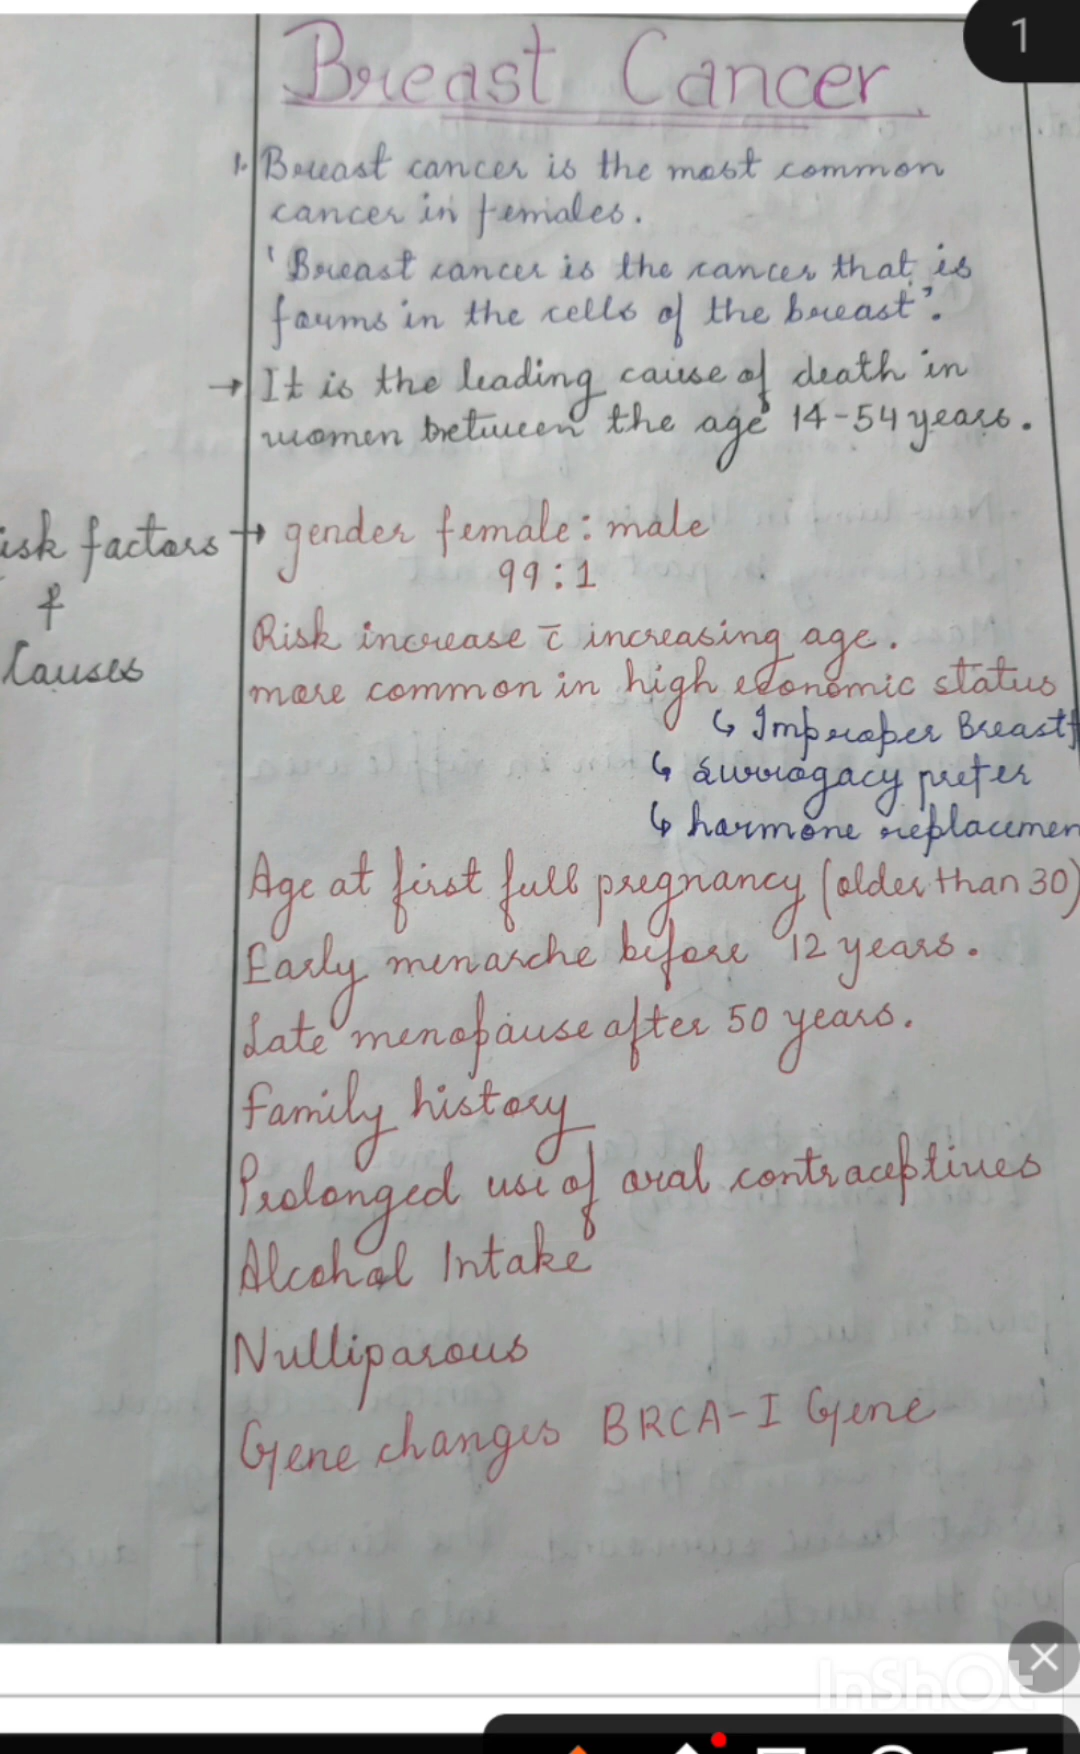 1
Breast Cancer
1. Breast cancer is the most common
cancer in females.
'Breast cancer is the cancer that is
forms in the cells of the breast'.
→ It is the leading cause of death in
women between the age 14-54 years.
isk factors → gender female : male
&
99 : 1
Causes
Risk increase c̄ increasing age.
more common in high economic status
↳ Improper Breastf
↳ surrogacy prefer
↳ harmone replacemen
Age at first full pregnancy (older than 30)
Early menarche before 12 years.
Late menopause after 50 years.
Family history
Prolonged use of oral contraceptives
Alcohol Intake
Nulliparous
Gene changes BRCA-I Gene
InShOt